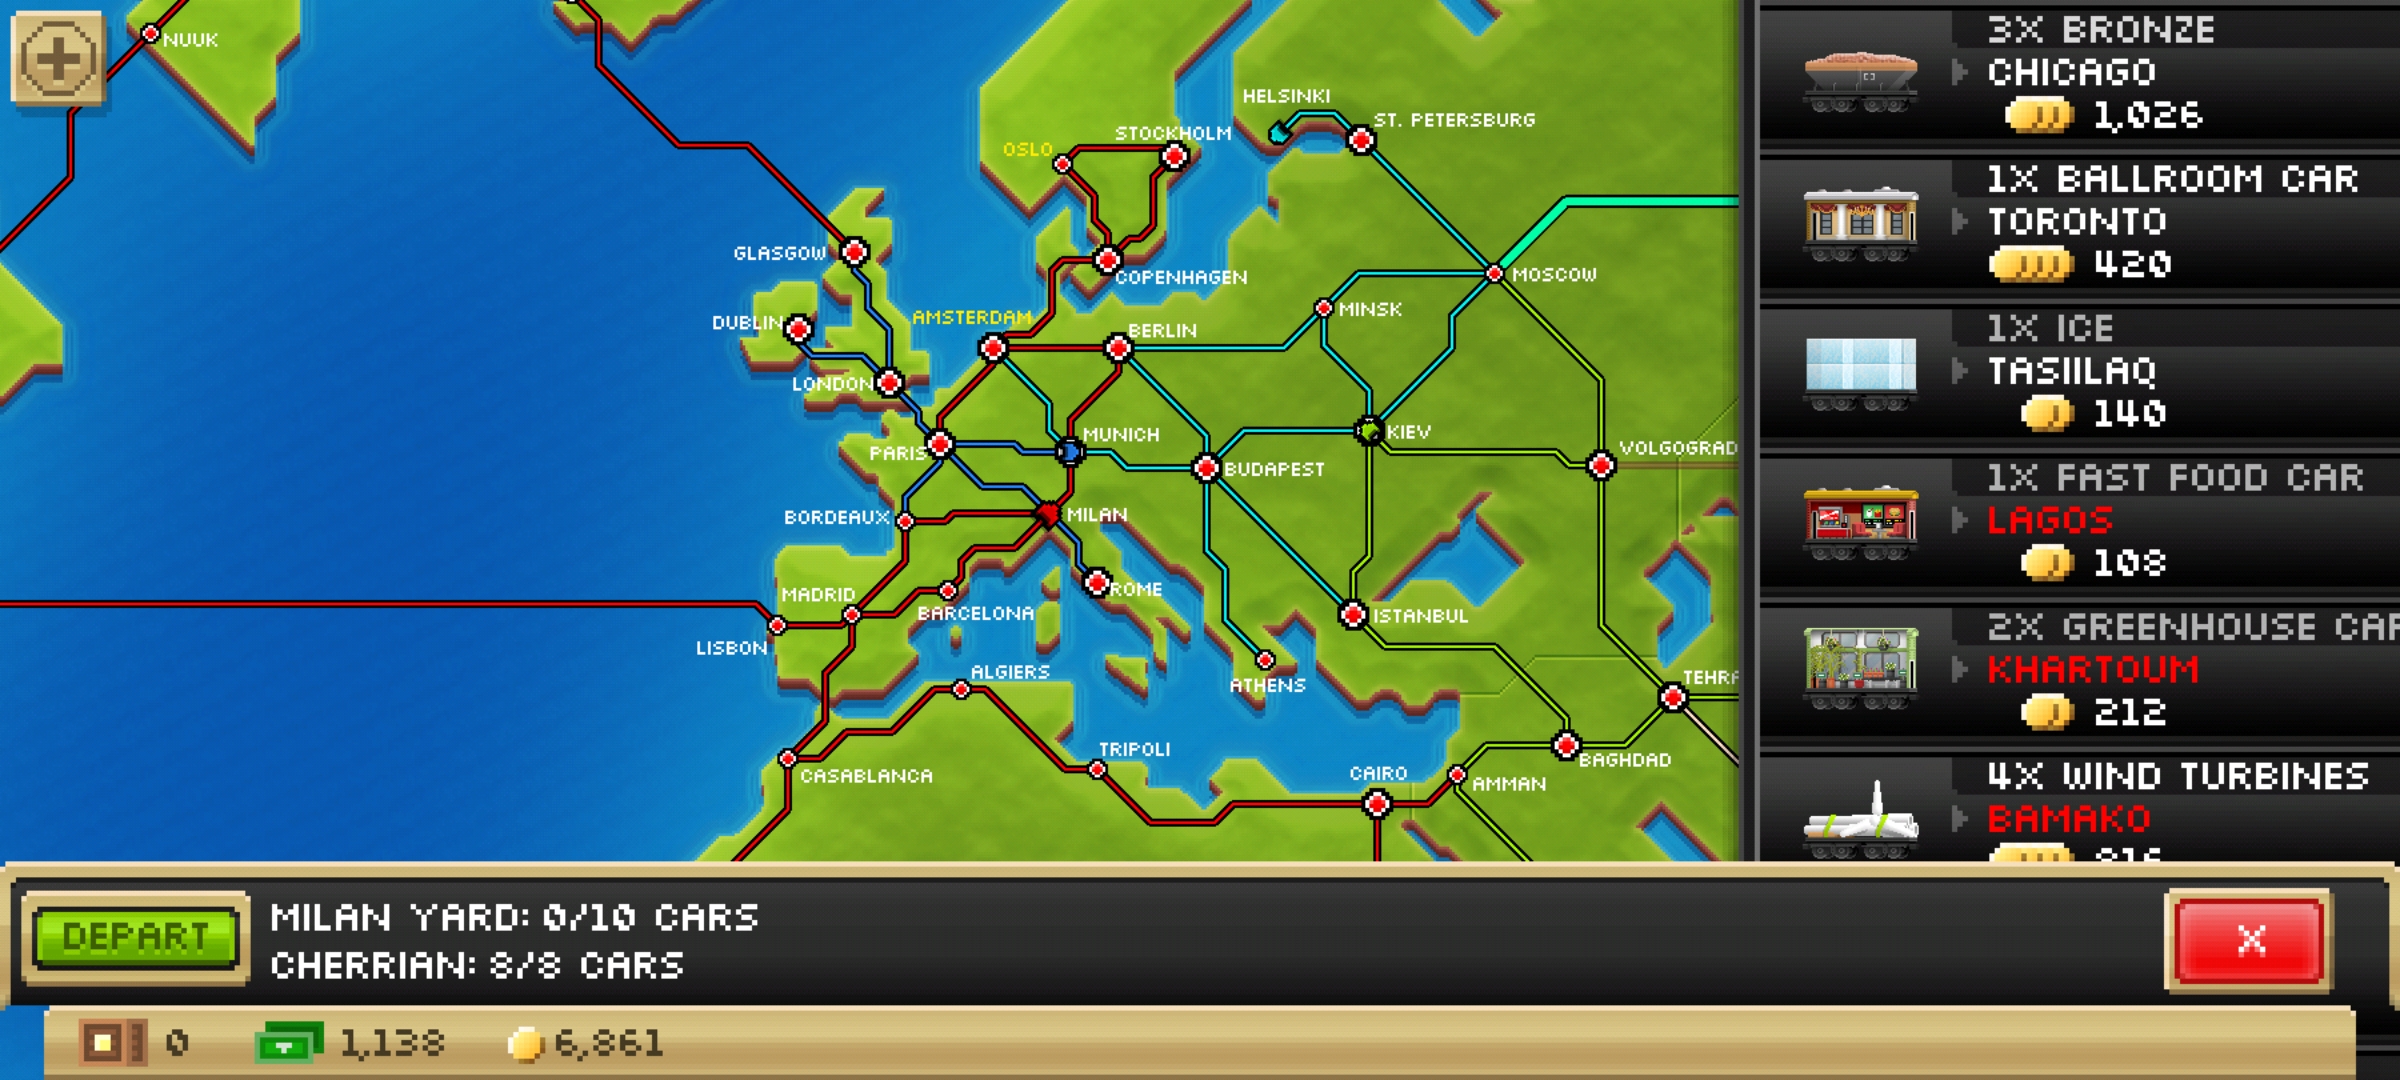 NUUK
HELSINKI
ST. PETERSBURG
STOCKHOLM
OSLO
GLASGOW
COPENHAGEN
MOSCOW
DUBLIN
AMSTERDAM
BERLIN
MINSK
LONDON
PARIS
MUNICH
BUDAPEST
KIEV
VOLGOGRAD
BORDEAUX
MILAN
MADRID
BARCELONA
ROME
ISTANBUL
LISBON
ALGIERS
ATHENS
TEHRA
CASABLANCA
TRIPOLI
CAIRO
AMMAN
BAGHDAD
3X BRONZE
CHICAGO
1,026
1X BALLROOM CAR
TORONTO
420
1X ICE
TASIILAQ
140
1X FAST FOOD CAR
LAGOS
108
2X GREENHOUSE CAR
KHARTOUM
212
4X WIND TURBINES
BAMAKO
DEPART
MILAN YARD: 0/10 CARS
CHERRIAN: 8/8 CARS
X
0
1,138
6,861